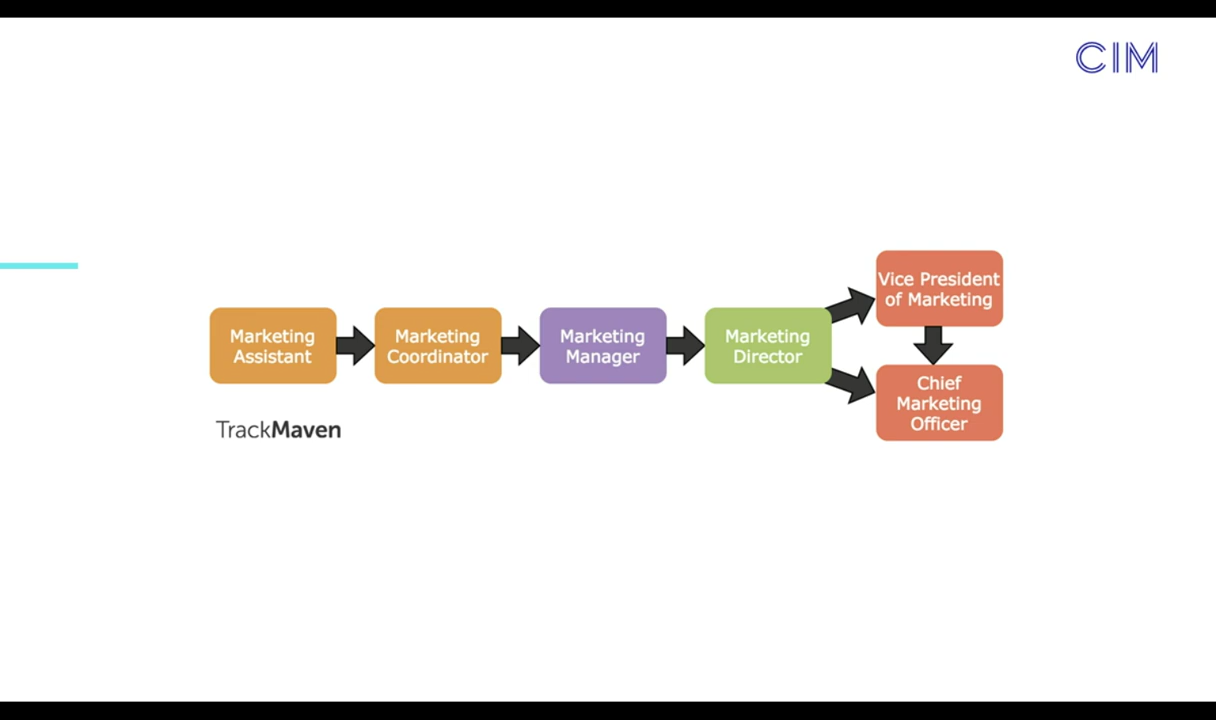 CIM
Marketing
Assistant
Marketing
Coordinator
Marketing
Manager
Marketing
Director
Vice President
of Marketing
Chief
Marketing
Officer
TrackMaven